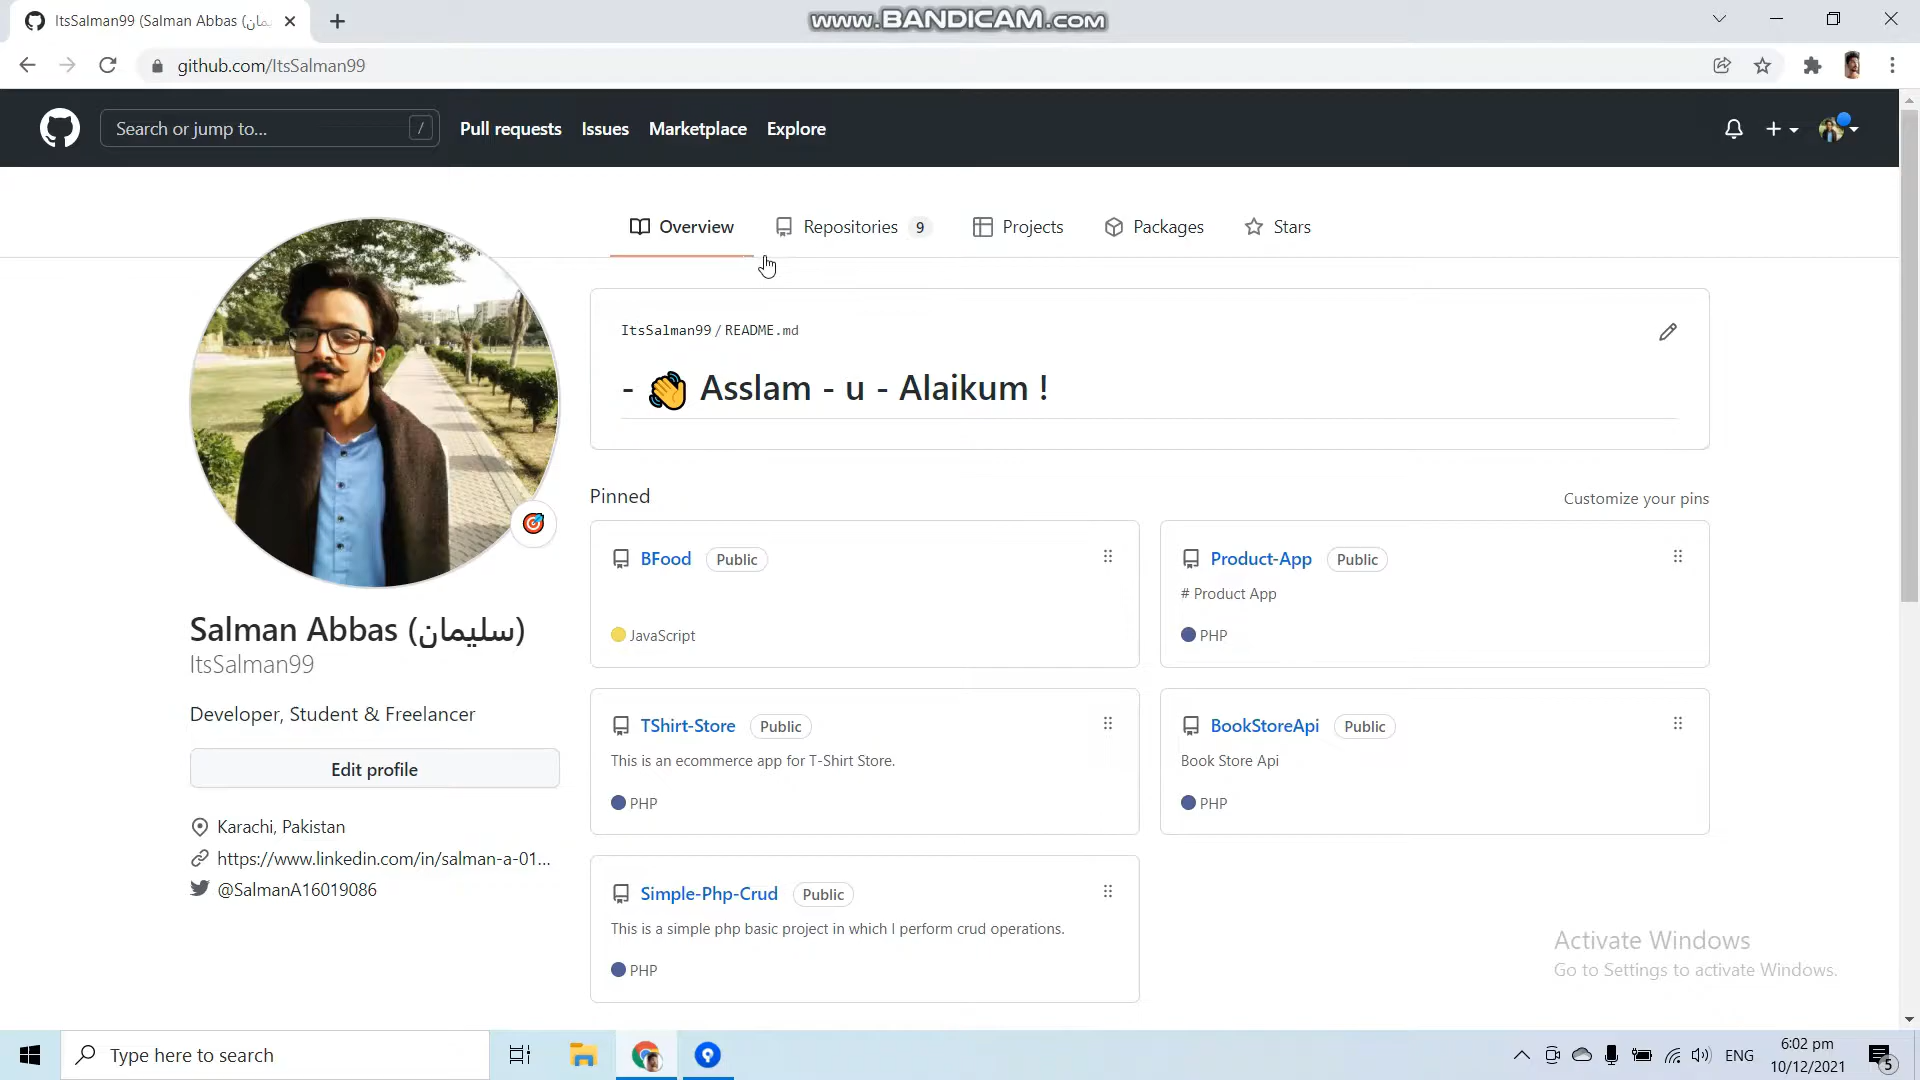 ItsSalman99 (Salman Abbas (سليمان
www.BANDICAM.com
github.com/ItsSalman99
Search or jump to... /
Pull requests Issues Marketplace Explore
Overview Repositories 9 Projects Packages Stars
ItsSalman99 / README.md
- 👋 Asslam - u - Alaikum !
Pinned
Customize your pins
BFood Public
JavaScript
Product-App Public
# Product App
PHP
TShirt-Store Public
This is an ecommerce app for T-Shirt Store.
PHP
BookStoreApi Public
Book Store Api
PHP
Simple-Php-Crud Public
This is a simple php basic project in which I perform crud operations.
PHP
Salman Abbas (سليمان)
ItsSalman99
Developer, Student & Freelancer
Edit profile
Karachi, Pakistan
https://www.linkedin.com/in/salman-a-01...
@SalmanA16019086
Activate Windows
Go to Settings to activate Windows.
Type here to search
ENG
6:02 pm
10/12/2021
5